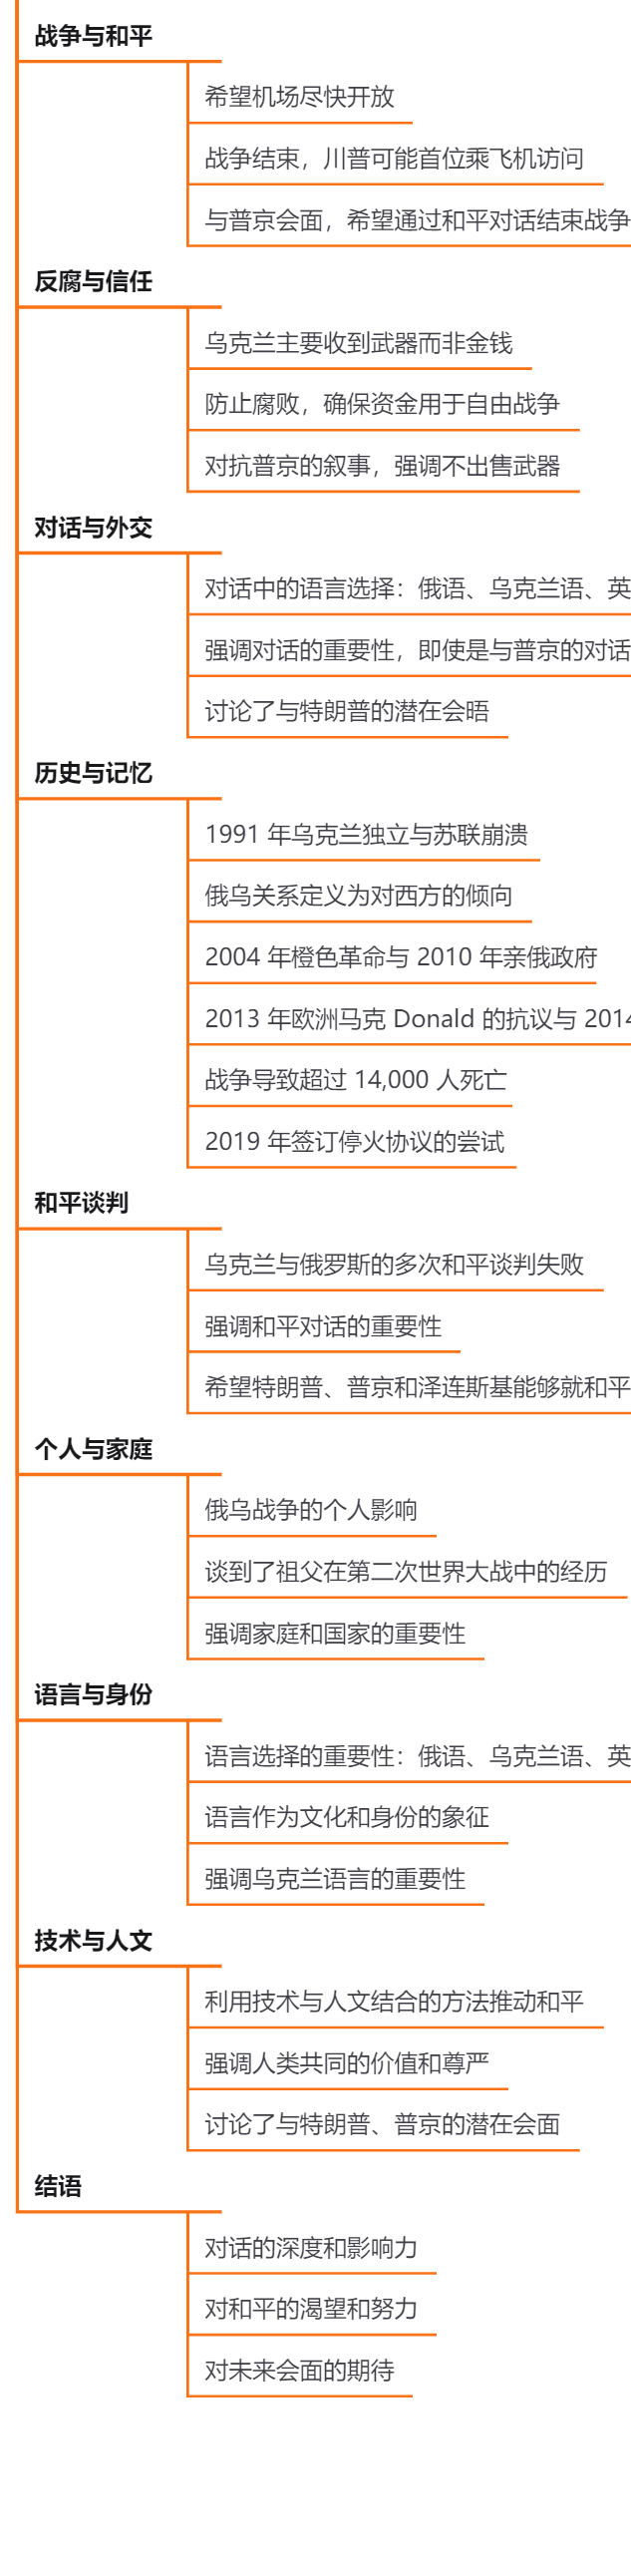 战争与和平
希望机场尽快开放
战争结束，川普可能首位乘飞机访问
与普京会面，希望通过和平对话结束战争
反腐与信任
乌克兰主要收到武器而非金钱
防止腐败，确保资金用于自由战争
对抗普京的叙事，强调不出售武器
对话与外交
对话中的语言选择：俄语、乌克兰语、英
强调对话的重要性，即使是与普京的对话
讨论了与特朗普的潜在会晤
历史与记忆
1991 年乌克兰独立与苏联崩溃
俄乌关系定义为对西方的倾向
2004 年橙色革命与 2010 年亲俄政府
2013 年欧洲马克 Donald 的抗议与 2014
战争导致超过 14,000 人死亡
2019 年签订停火协议的尝试
和平谈判
乌克兰与俄罗斯的多次和平谈判失败
强调和平对话的重要性
希望特朗普、普京和泽连斯基能够就和平
个人与家庭
俄乌战争的个人影响
谈到了祖父在第二次世界大战中的经历
强调家庭和国家的重要性
语言与身份
语言选择的重要性：俄语、乌克兰语、英
语言作为文化和身份的象征
强调乌克兰语言的重要性
技术与人文
利用技术与人文结合的方法推动和平
强调人类共同的价值和尊严
讨论了与特朗普、普京的潜在会面
结语
对话的深度和影响力
对和平的渴望和努力
对未来会面的期待